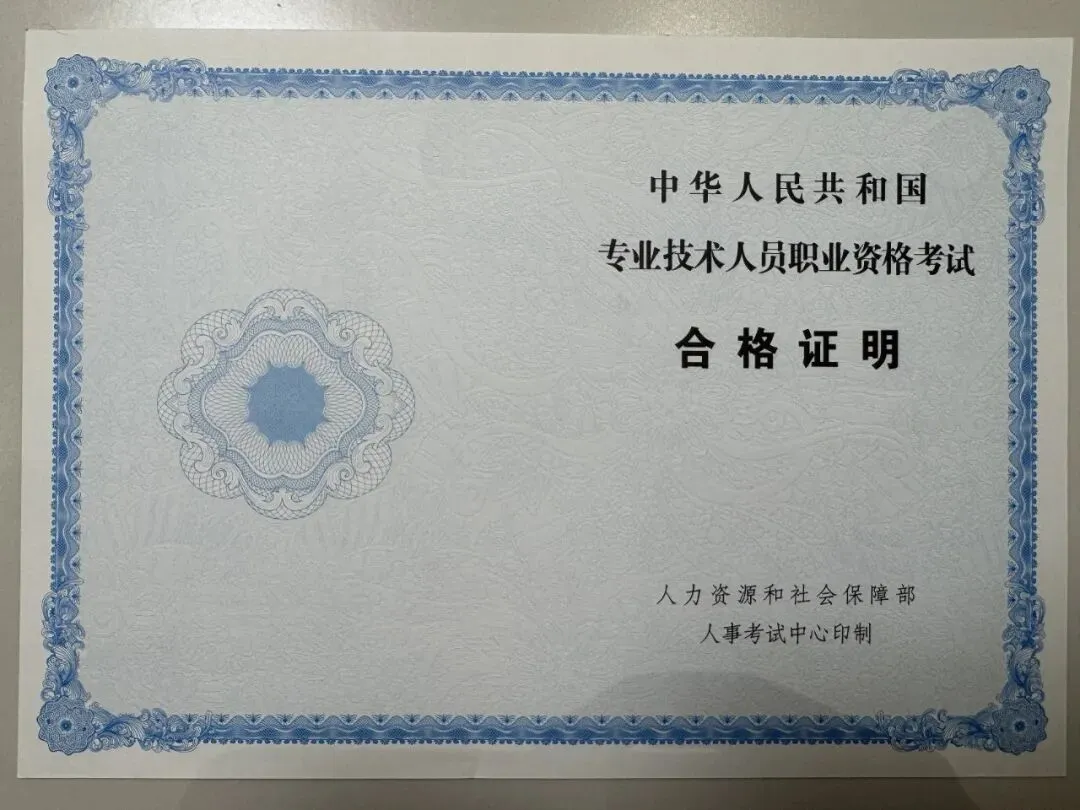 中华人民共和国
专业技术人员职业资格考试
合格证明
人力资源和社会保障部
人事考试中心印制